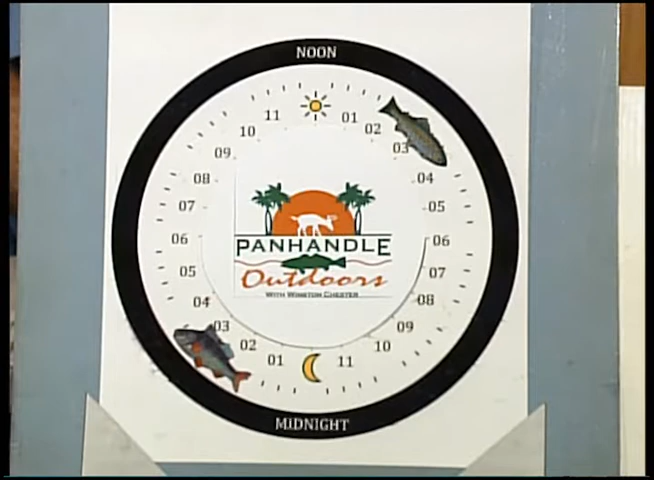 NOON
11 01
10 02
09 03
08 04
07 05
06 06
05 07
04 08
03 09
02 10
01 11
MIDNIGHT
PANHANDLE
Outdoors
WITH WINSTON CHESTER